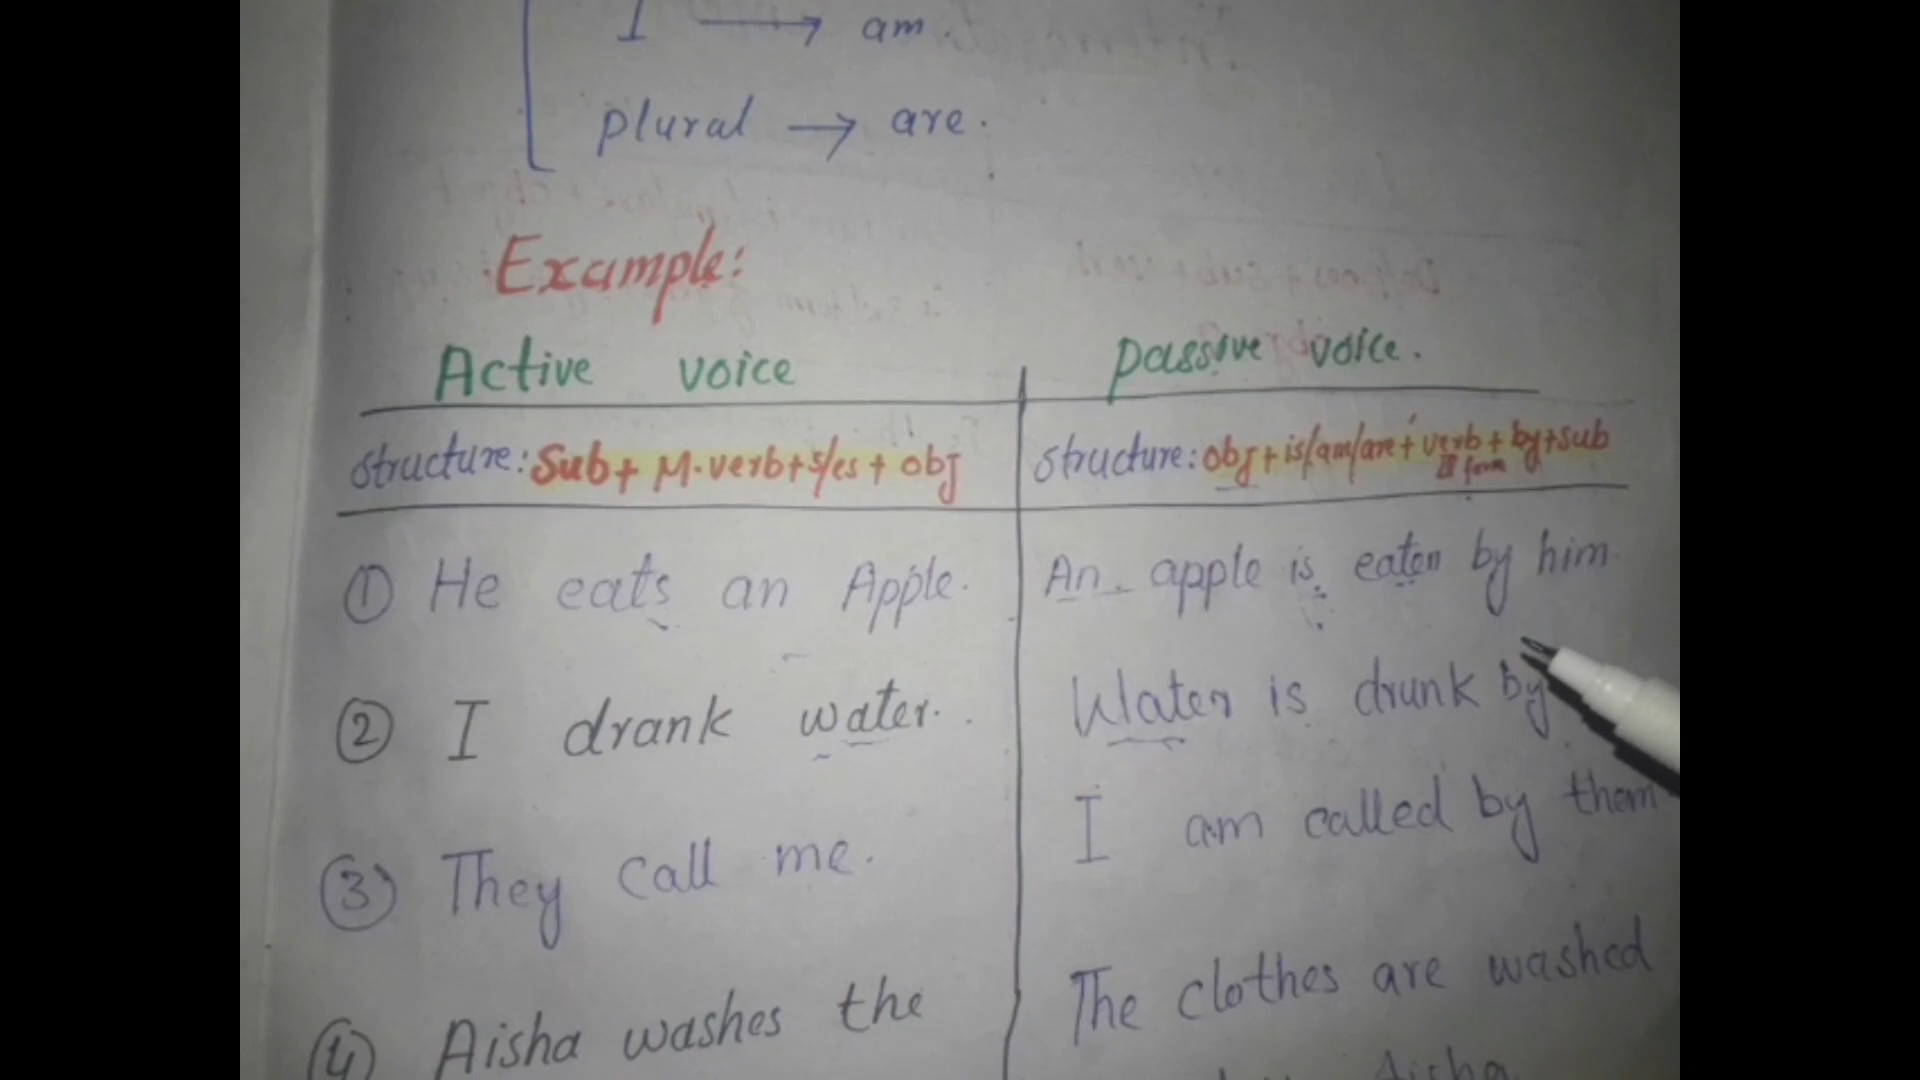 I → am.
plural → are.
Example:
Active voice
Passive voice.
structure: Sub+ M.verb+s/es + obj
structure: obj+is/am/are+verb+by+sub
III form
① He eats an Apple.
An apple is eaten by him.
② I drank water.
Water is drunk by
③ They call me.
I am called by them
④ Aisha washes the
The clothes are washed
Aisha.